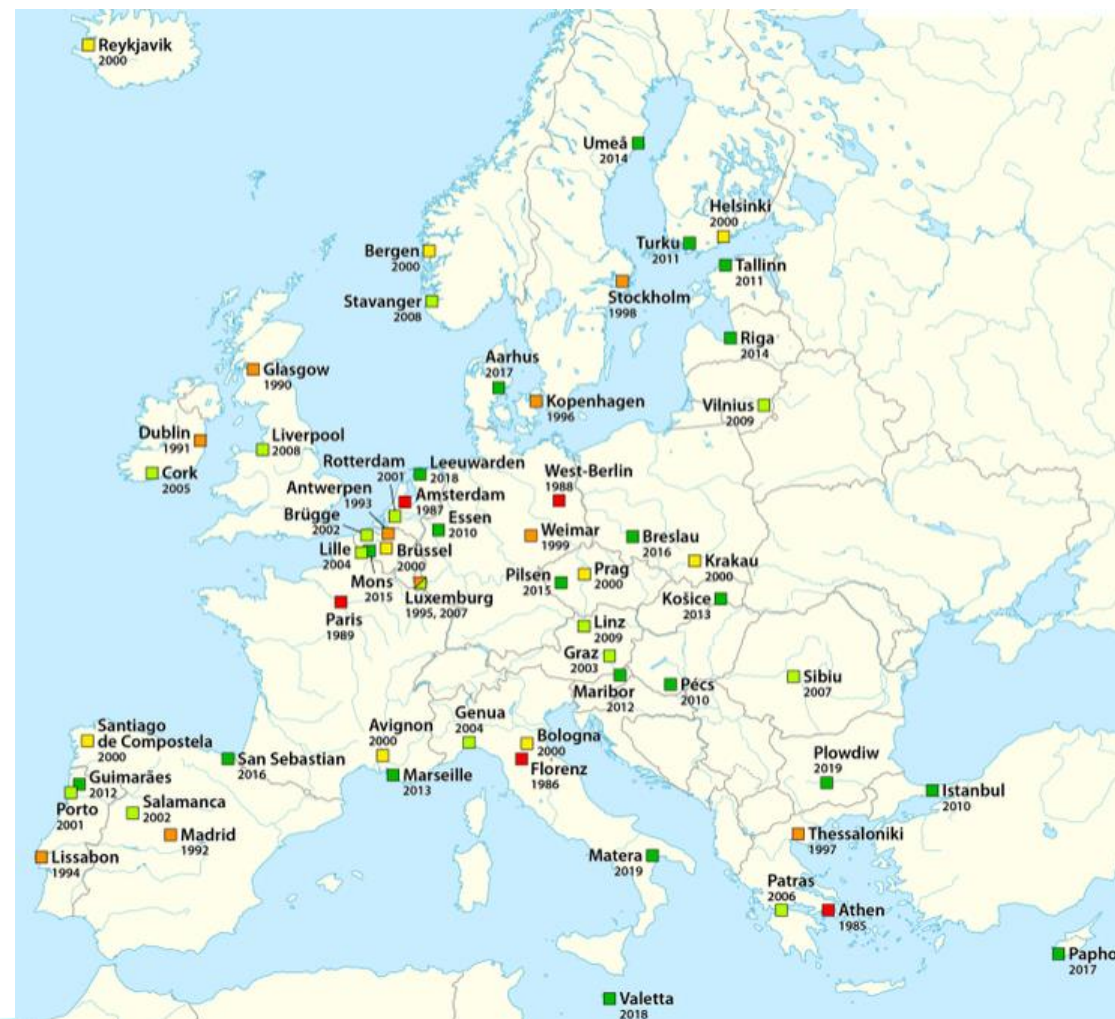 Reykjavik
2000
Umeå
2014
Helsinki
2000
Turku
2011
Bergen
2000
Tallinn
2011
Stockholm
1998
Stavanger
2008
Riga
2014
Aarhus
2017
Glasgow
1990
Kopenhagen
1996
Vilnius
2009
Dublin
1991
Liverpool
2008
Cork
2005
Rotterdam
2001
Leeuwarden
2018
West-Berlin
1988
Antwerpen
1993
Amsterdam
1987
Brügge
2002
Essen
2010
Weimar
1999
Breslau
2016
Lille
2004
Brüssel
2000
Krakau
2000
Prag
2000
Pilsen
2015
Mons
2015
Luxemburg
1995, 2007
Košice
2013
Paris
1989
Linz
2009
Graz
2003
Maribor
2012
Pécs
2010
Sibiu
2007
Santiago
de Compostela
2000
Avignon
2000
Genua
2004
Bologna
2000
San Sebastian
2016
Florenz
1986
Marseille
2013
Plowdiw
2019
Istanbul
2010
Guimarães
2012
Porto
2001
Salamanca
2002
Madrid
1992
Lissabon
1994
Thessaloniki
1997
Matera
2019
Patras
2006
Athen
1985
Papho
2017
Valetta
2018